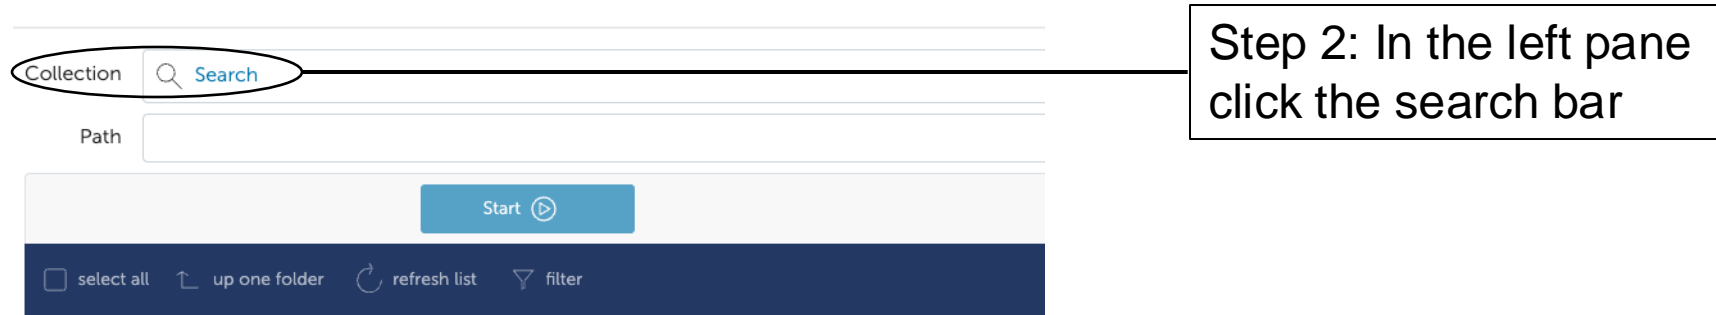 Collection Search
Path
Start
select all up one folder refresh list filter
Step 2: In the left pane
click the search bar